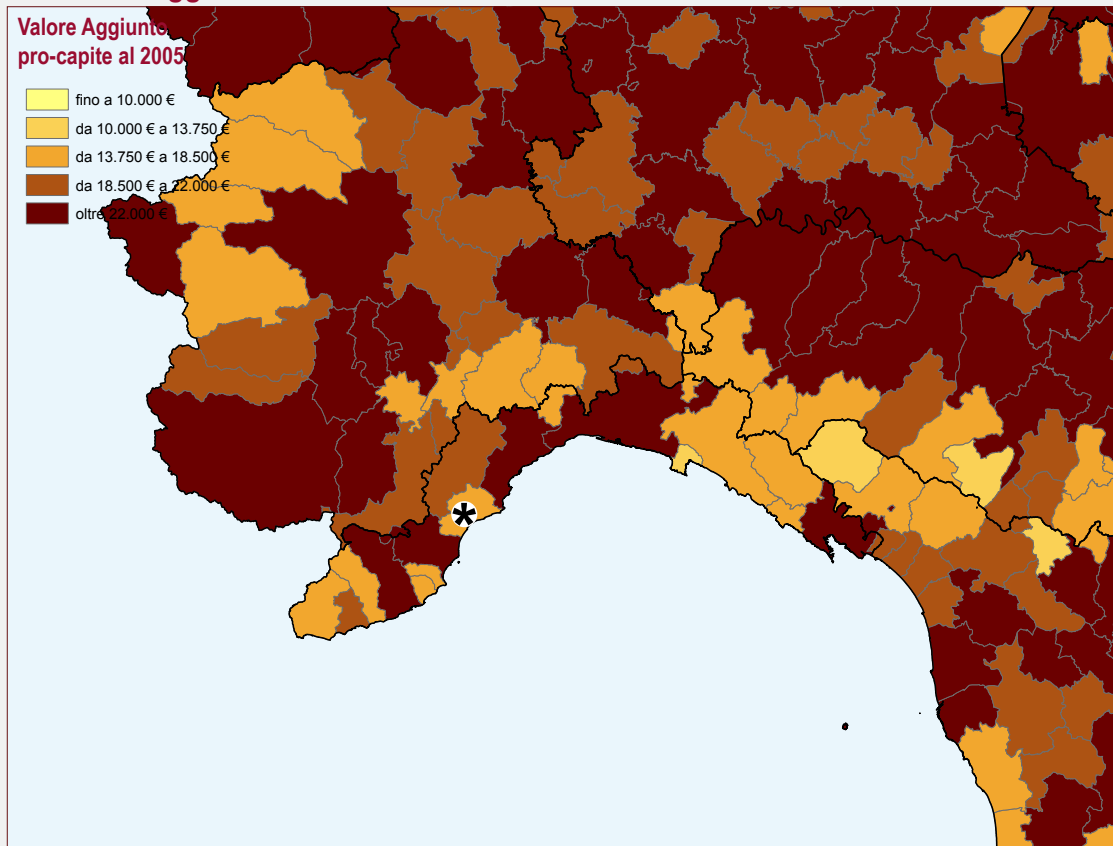 Valore Aggiunto
pro-capite al 2005
fino a 10.000 €
da 10.000 € a 13.750 €
da 13.750 € a 18.500 €
da 18.500 € a 22.000 €
oltre 22.000 €
*